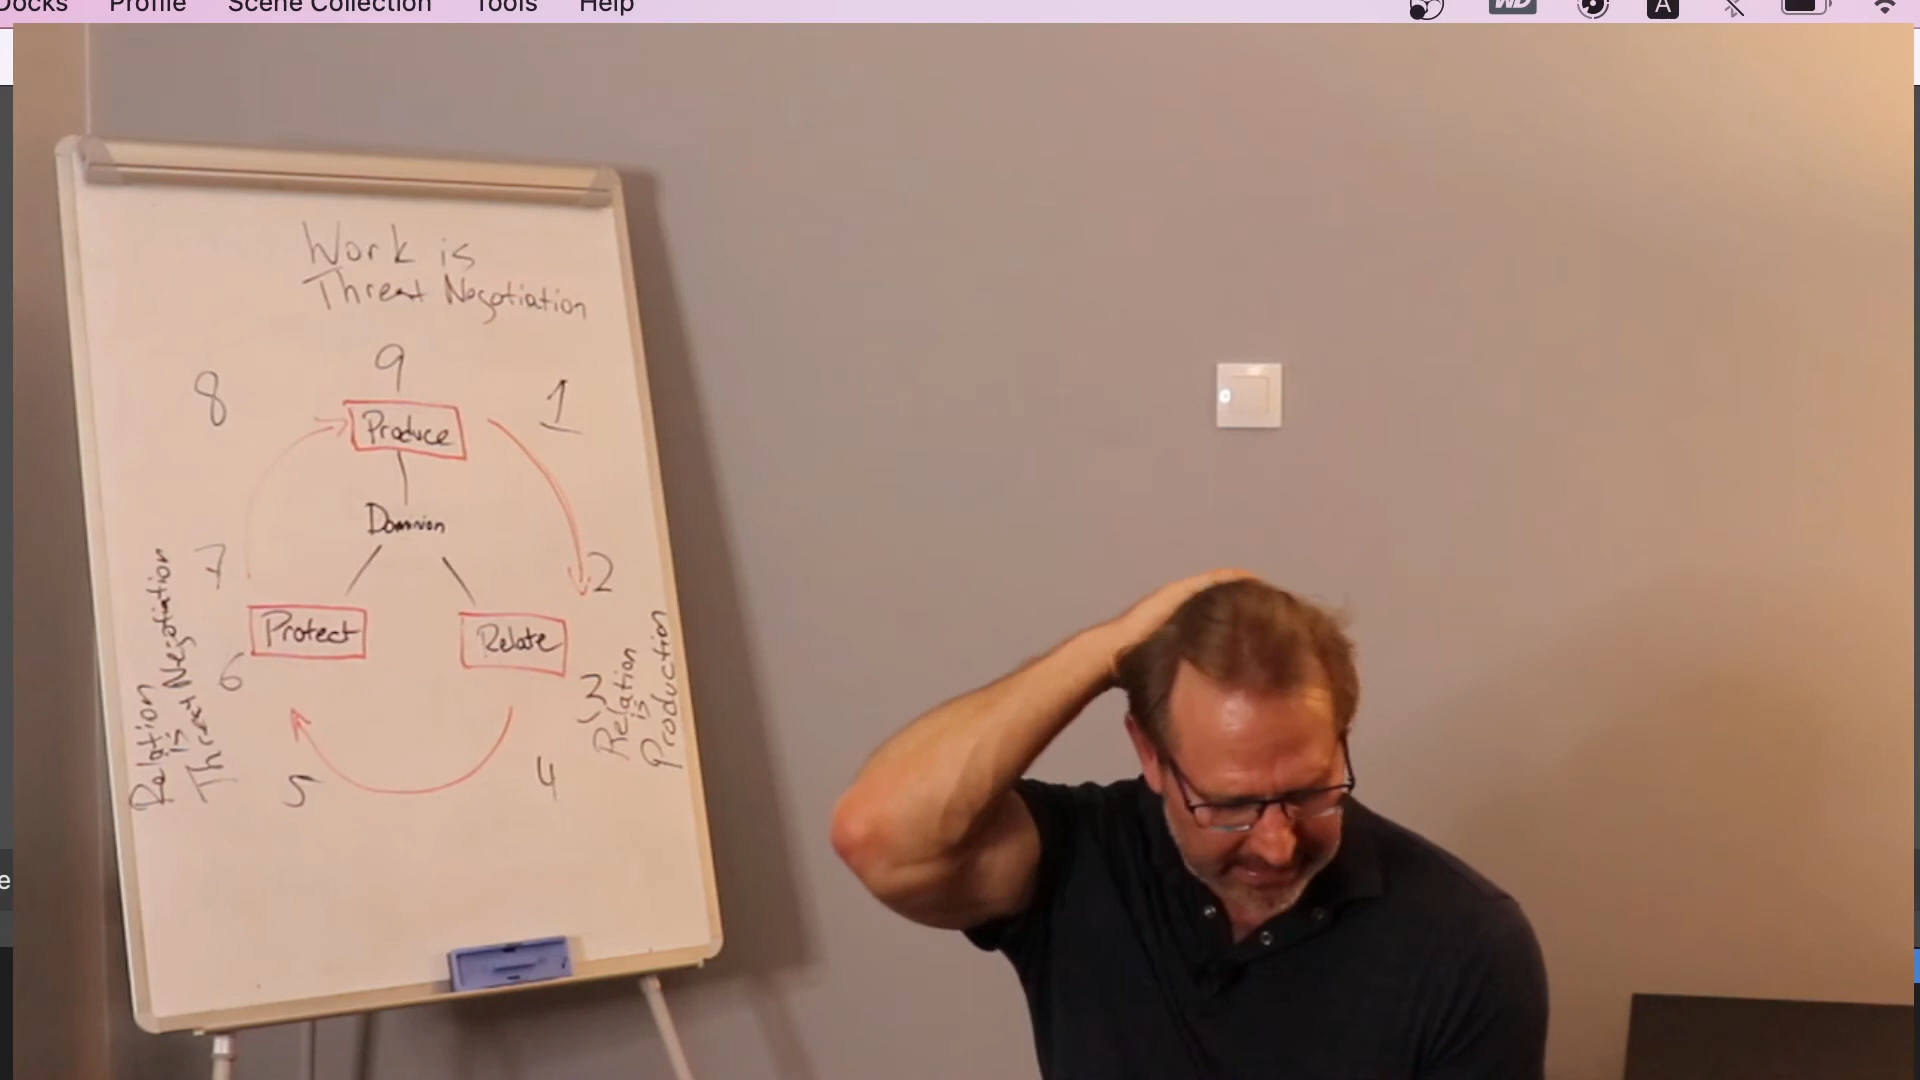 Docks Profile Scene Collection Tools Help
WD
A
Work is
Threat Negotiation
9
8
1
Produce
Dominion
7
2
Protect
Relate
6
3
5
4
Relation
is
Threat Negotiation
Relation
is
Production
e